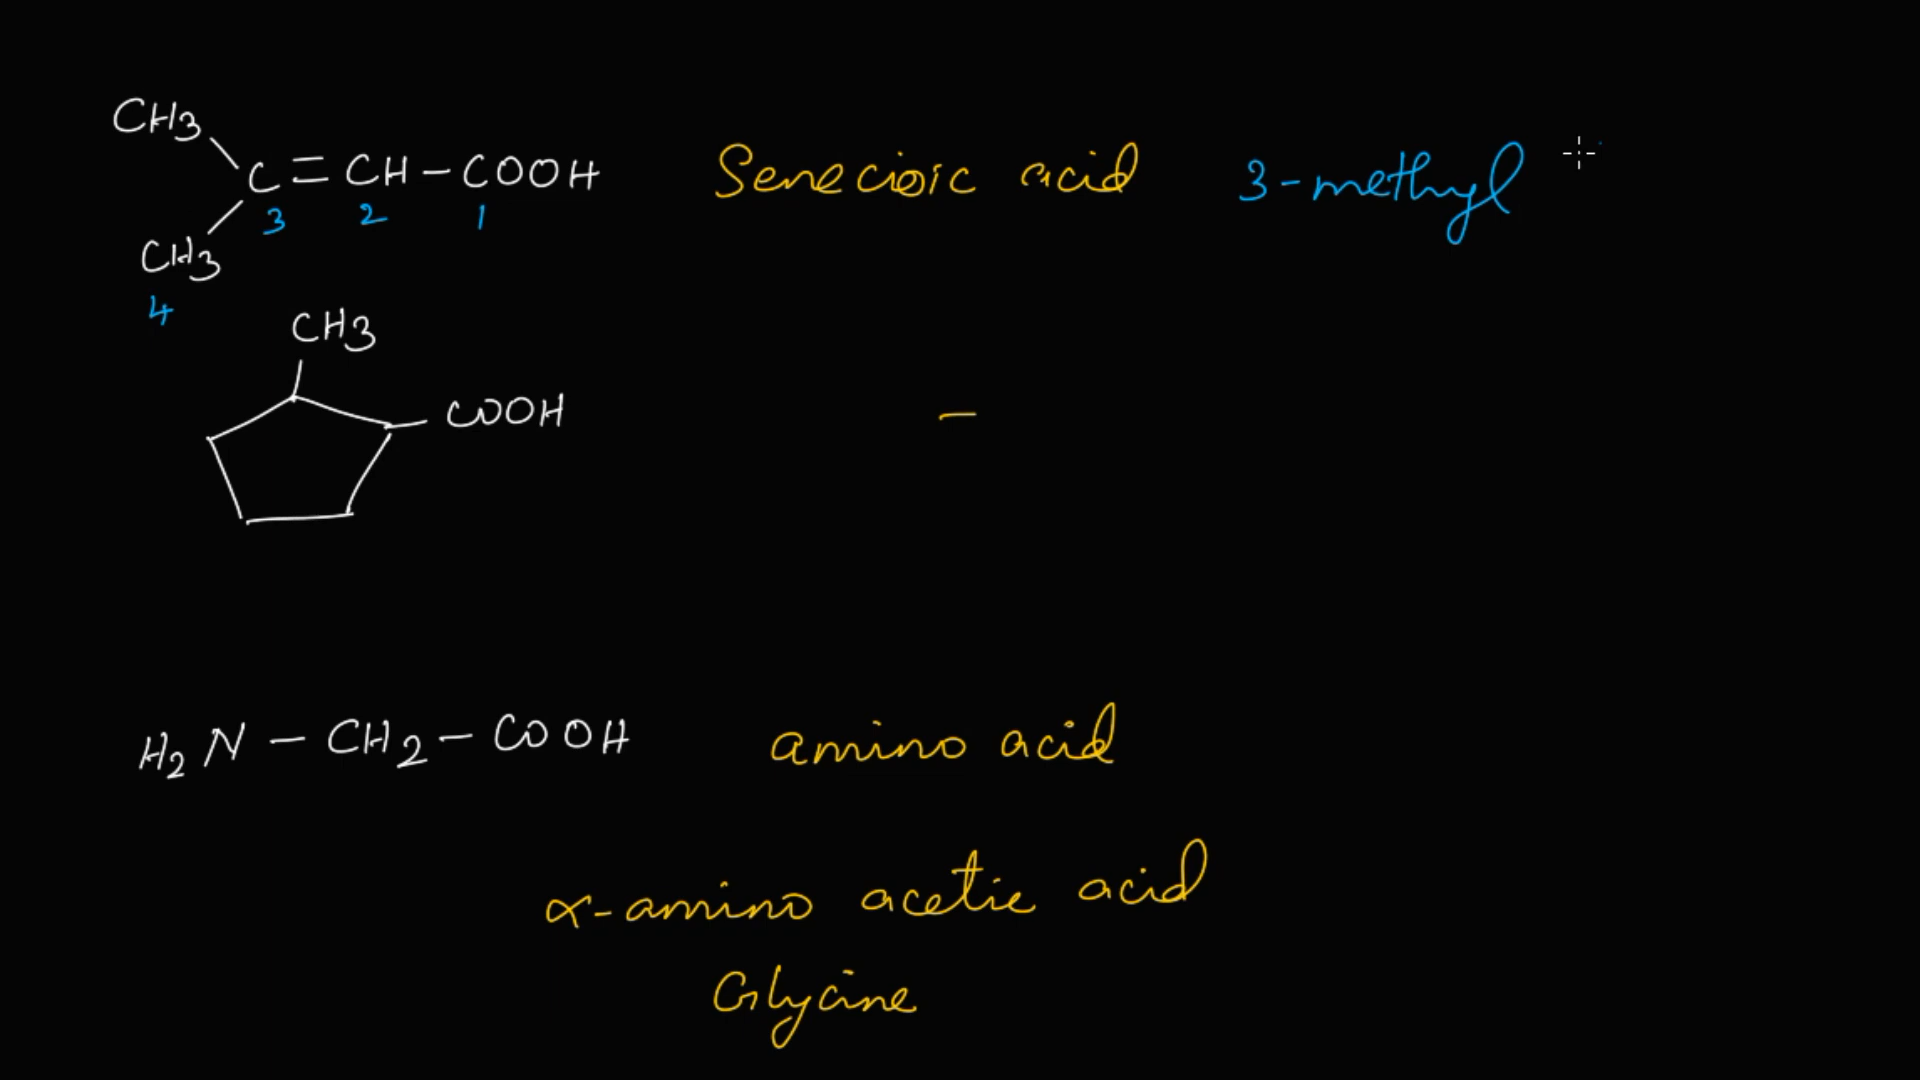 CH3
C = CH - COOH Senecioic acid 3-methyl
3 2 1
CH3
4
CH3
COOH -
H2N - CH2 - COOH amino acid
α-amino acetic acid
Glycine